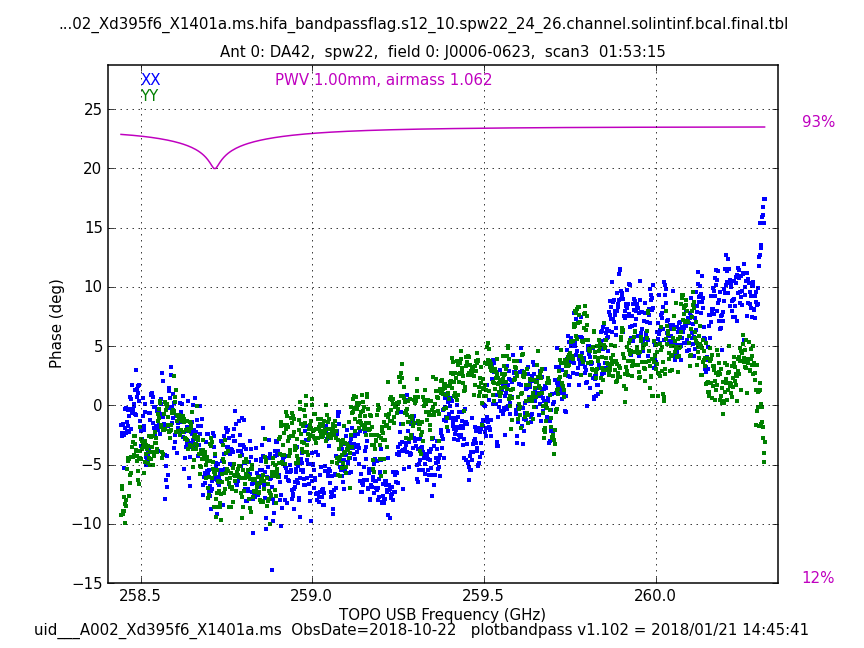 ...02_Xd395f6_X1401a.ms.hifa_bandpassflag.s12_10.spw22_24_26.channel.solintinf.bcal.final.tbl
Ant 0: DA42, spw22, field 0: J0006-0623, scan3 01:53:15
XX
PWV 1.00mm, airmass 1.062
YY
93%
12%
Phase (deg)
25
20
15
10
5
0
−5
−10
−15
258.5 259.0 259.5 260.0
TOPO USB Frequency (GHz)
uid___A002_Xd395f6_X1401a.ms ObsDate=2018-10-22 plotbandpass v1.102 = 2018/01/21 14:45:41